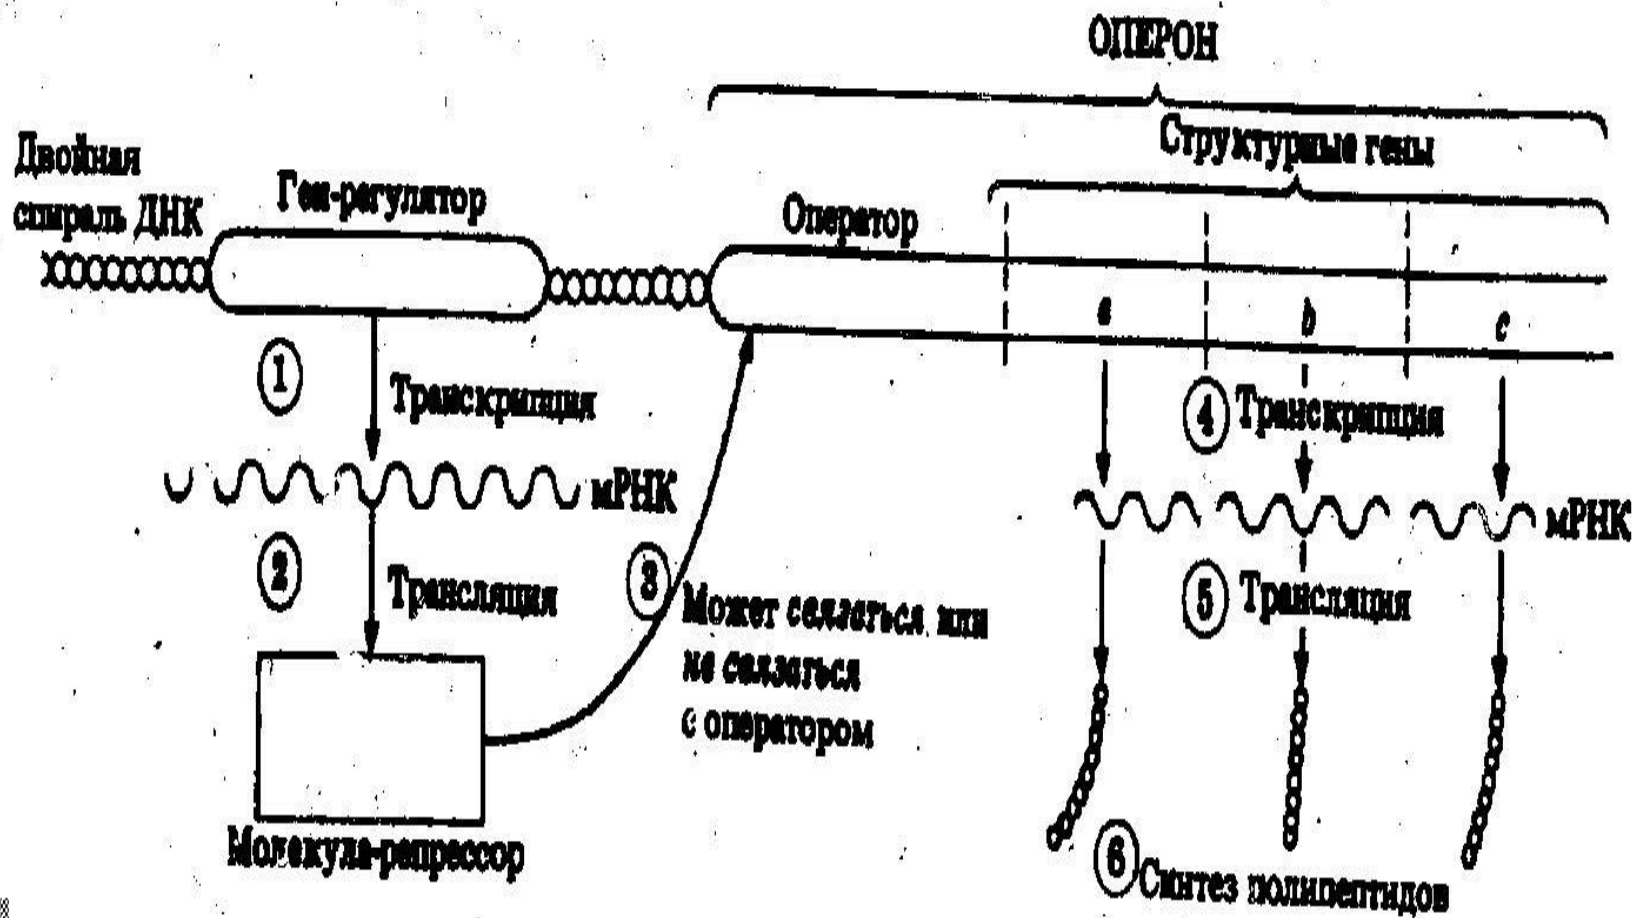 ОПЕРОН
Структурные гены
Двойная
спираль ДНК
Ген-регулятор
Оператор
a
b
c
1
Транскрипция
4
Транскрипция
мРНК
мРНК
2
Трансляция
3
Может связаться или
не связаться
с оператором
5
Трансляция
Молекула-репрессор
6
Синтез полипептидов